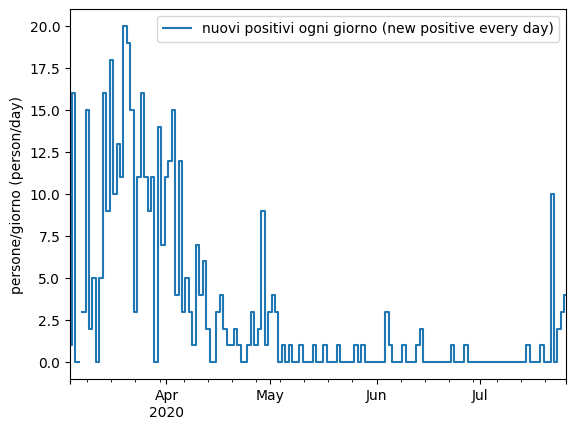 nuovi positivi ogni giorno (new positive every day)
persone/giorno (person/day)
20.0
17.5
15.0
12.5
10.0
7.5
5.0
2.5
0.0
Apr
2020
May
Jun
Jul